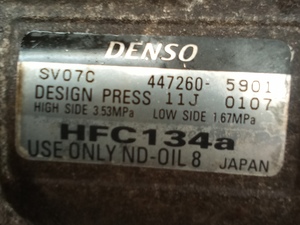 DENSO
SV07C 447260-5901
DESIGN PRESS 11J 0107
HIGH SIDE 3.53MPa LOW SIDE 1.67MPa
HFC134a
USE ONLY ND-OIL 8 JAPAN